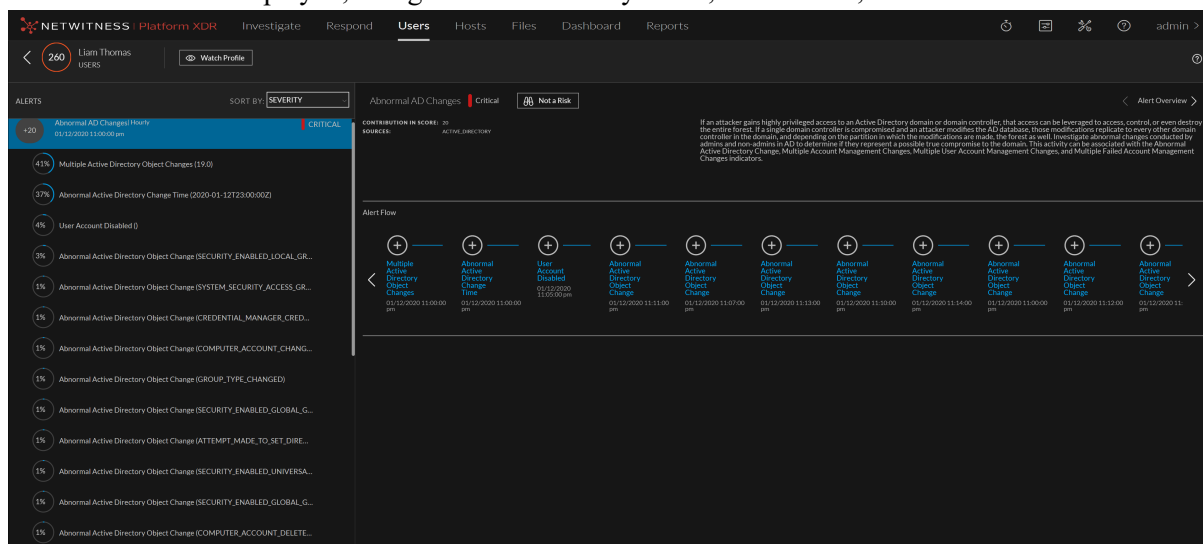 NETWITNESS Platform XDR Investigate Respond Users Hosts Files Dashboard Reports admin >
260 Liam Thomas
USERS
Watch Profile
ALERTS SORT BY: SEVERITY
+20 Abnormal AD Changes| Hourly CRITICAL
01/12/2020 11:00:00 pm
41% Multiple Active Directory Object Changes (19.0)
37% Abnormal Active Directory Change Time (2020-01-12T23:00:00Z)
4% User Account Disabled ()
3% Abnormal Active Directory Object Change (SECURITY_ENABLED_LOCAL_GR...
1% Abnormal Active Directory Object Change (SYSTEM_SECURITY_ACCESS_GR...
1% Abnormal Active Directory Object Change (CREDENTIAL_MANAGER_CRED...
1% Abnormal Active Directory Object Change (COMPUTER_ACCOUNT_CHANG...
1% Abnormal Active Directory Object Change (GROUP_TYPE_CHANGED)
1% Abnormal Active Directory Object Change (SECURITY_ENABLED_GLOBAL_G...
1% Abnormal Active Directory Object Change (ATTEMPT_MADE_TO_SET_DIRE...
1% Abnormal Active Directory Object Change (SECURITY_ENABLED_UNIVERSA...
1% Abnormal Active Directory Object Change (SECURITY_ENABLED_GLOBAL_G...
1% Abnormal Active Directory Object Change (COMPUTER_ACCOUNT_DELETE...
Abnormal AD Changes Critical Not a Risk Alert Overview
CONTRIBUTION IN SCORE: 20
SOURCES: ACTIVE_DIRECTORY
If an attacker gains highly privileged access to an Active Directory domain or domain controller, that access can be leveraged to access, control, or even destroy
the entire forest. If a single domain controller is compromised and an attacker modifies the AD database, those modifications replicate to every other domain
controller in the domain, and depending on the partition in which the modifications are made, the forest as well. Investigate abnormal changes conducted by
admins and non-admins in AD to determine if they represent a possible true compromise to the domain. This activity can be associated with the Abnormal
Active Directory Change, Multiple Account Management Changes, Multiple User Account Management Changes, and Multiple Failed Account Management
Changes indicators.
Alert Flow
Multiple
Active
Directory
Object
Changes
01/12/2020 11:00:00
pm
Abnormal
Active
Directory
Change
Time
01/12/2020 11:00:00
pm
User
Account
Disabled
01/12/2020
11:05:00 pm
Abnormal
Active
Directory
Object
Change
01/12/2020 11:11:00
pm
Abnormal
Active
Directory
Object
Change
01/12/2020 11:07:00
pm
Abnormal
Active
Directory
Object
Change
01/12/2020 11:13:00
pm
Abnormal
Active
Directory
Object
Change
01/12/2020 11:10:00
pm
Abnormal
Active
Directory
Object
Change
01/12/2020 11:14:00
pm
Abnormal
Active
Directory
Object
Change
01/12/2020 11:00:00
pm
Abnormal
Active
Directory
Object
Change
01/12/2020 11:12:00
pm
Abnormal
Active
Directory
Object
Change
01/12/2020 11:
pm